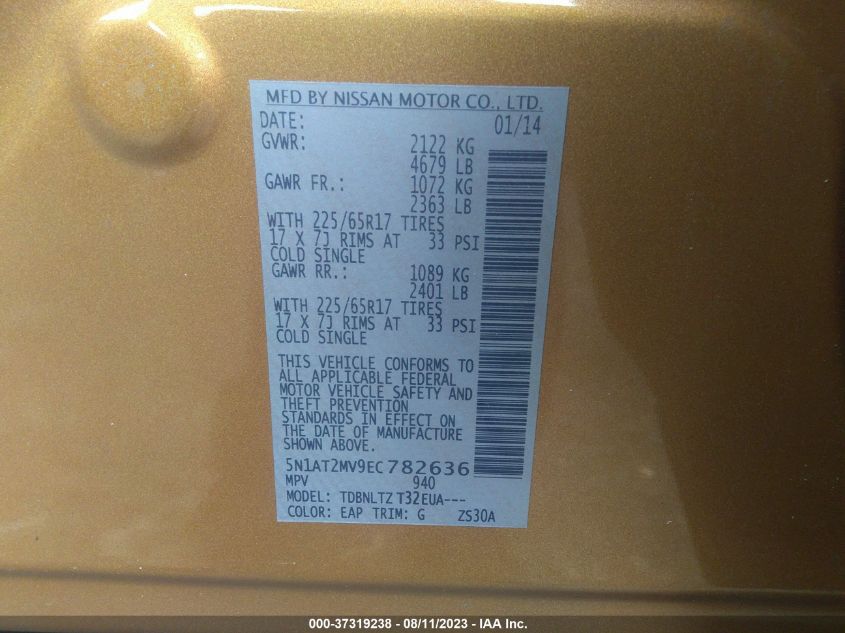 MFD BY NISSAN MOTOR CO., LTD.
DATE: 01/14
GVWR: 2122 KG
4679 LB
GAWR FR.: 1072 KG
2363 LB
WITH 225/65R17 TIRES
17 X 7J RIMS AT 33 PSI
COLD SINGLE
GAWR RR.: 1089 KG
2401 LB
WITH 225/65R17 TIRES
17 X 7J RIMS AT 33 PSI
COLD SINGLE
THIS VEHICLE CONFORMS TO
ALL APPLICABLE FEDERAL
MOTOR VEHICLE SAFETY AND
THEFT PREVENTION
STANDARDS IN EFFECT ON
THE DATE OF MANUFACTURE
SHOWN ABOVE.
5N1AT2MV9EC782636
MPV 940
MODEL: TDBNLTZ T32EUA---
COLOR: EAP TRIM: G ZS30A
000-37319238 - 08/11/2023 - IAA Inc.